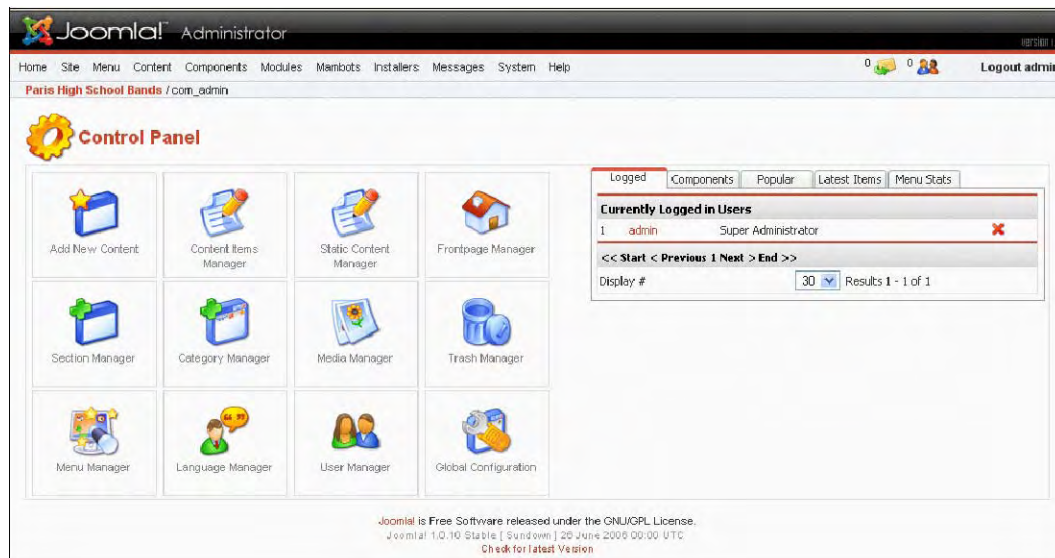 Joomla!™ Administrator
version 1
Home Site Menu Content Components Modules Mambots Installers Messages System Help 0 0 Logout admin
Paris High School Bands / com_admin
Control Panel
Logged Components Popular Latest Items Menu Stats
Currently Logged in Users
1 admin Super Administrator
<< Start < Previous 1 Next > End >>
Display # 30 Results 1 - 1 of 1
Add New Content
Content Items Manager
Static Content Manager
Frontpage Manager
Section Manager
Category Manager
Media Manager
Trash Manager
Menu Manager
Language Manager
User Manager
Global Configuration
Joomla! is Free Software released under the GNU/GPL License.
Joomla! 1.0.10 Stable [ Sundown ] 26 June 2006 00:00 UTC
Check for latest Version